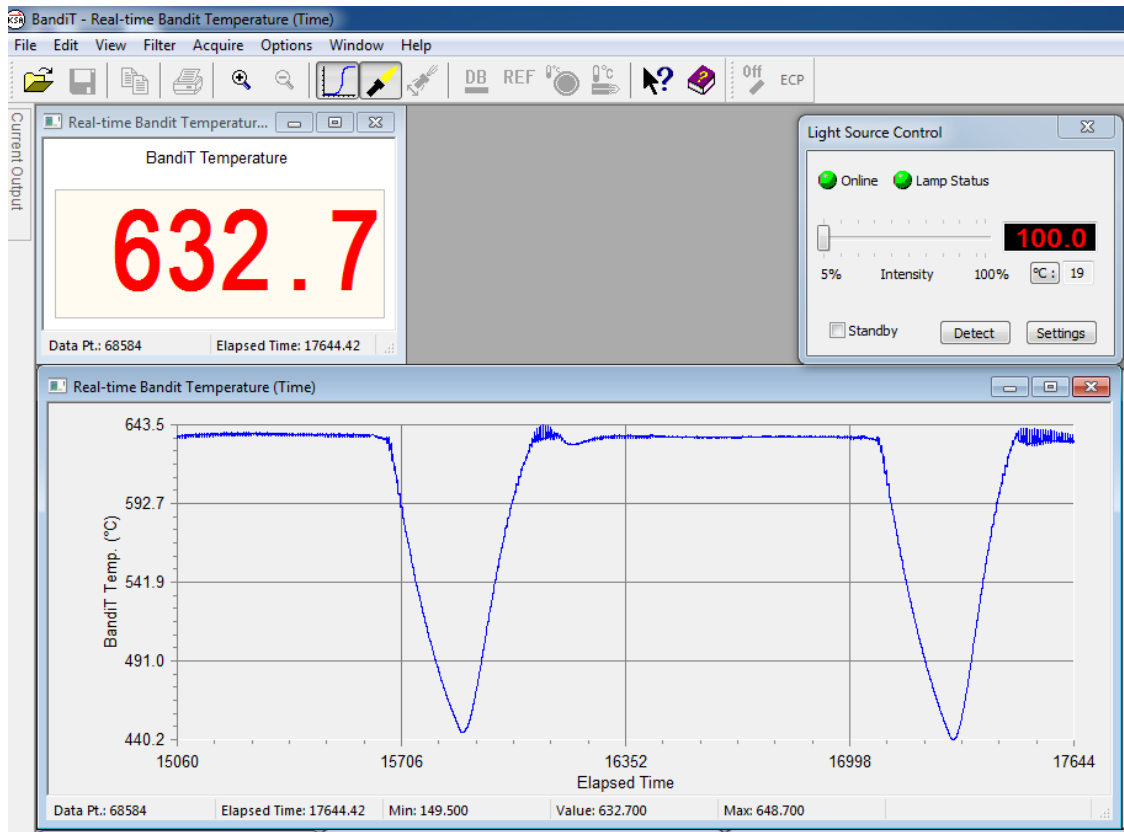 KSA BandiT - Real-time Bandit Temperature (Time)
File Edit View Filter Acquire Options Window Help
DB REF 1°c 1°c Off ECP
Current Output
Real-time Bandit Temperatur...
BandiT Temperature
632.7
Data Pt.: 68584 Elapsed Time: 17644.42
Light Source Control
Online Lamp Status
100.0
5% Intensity 100% °C : 19
Standby Detect Settings
Real-time Bandit Temperature (Time)
643.5
592.7
541.9
491.0
440.2
BandiT Temp. (°C)
15060 15706 16352 16998 17644
Elapsed Time
Data Pt.: 68584 Elapsed Time: 17644.42 Min: 149.500 Value: 632.700 Max: 648.700